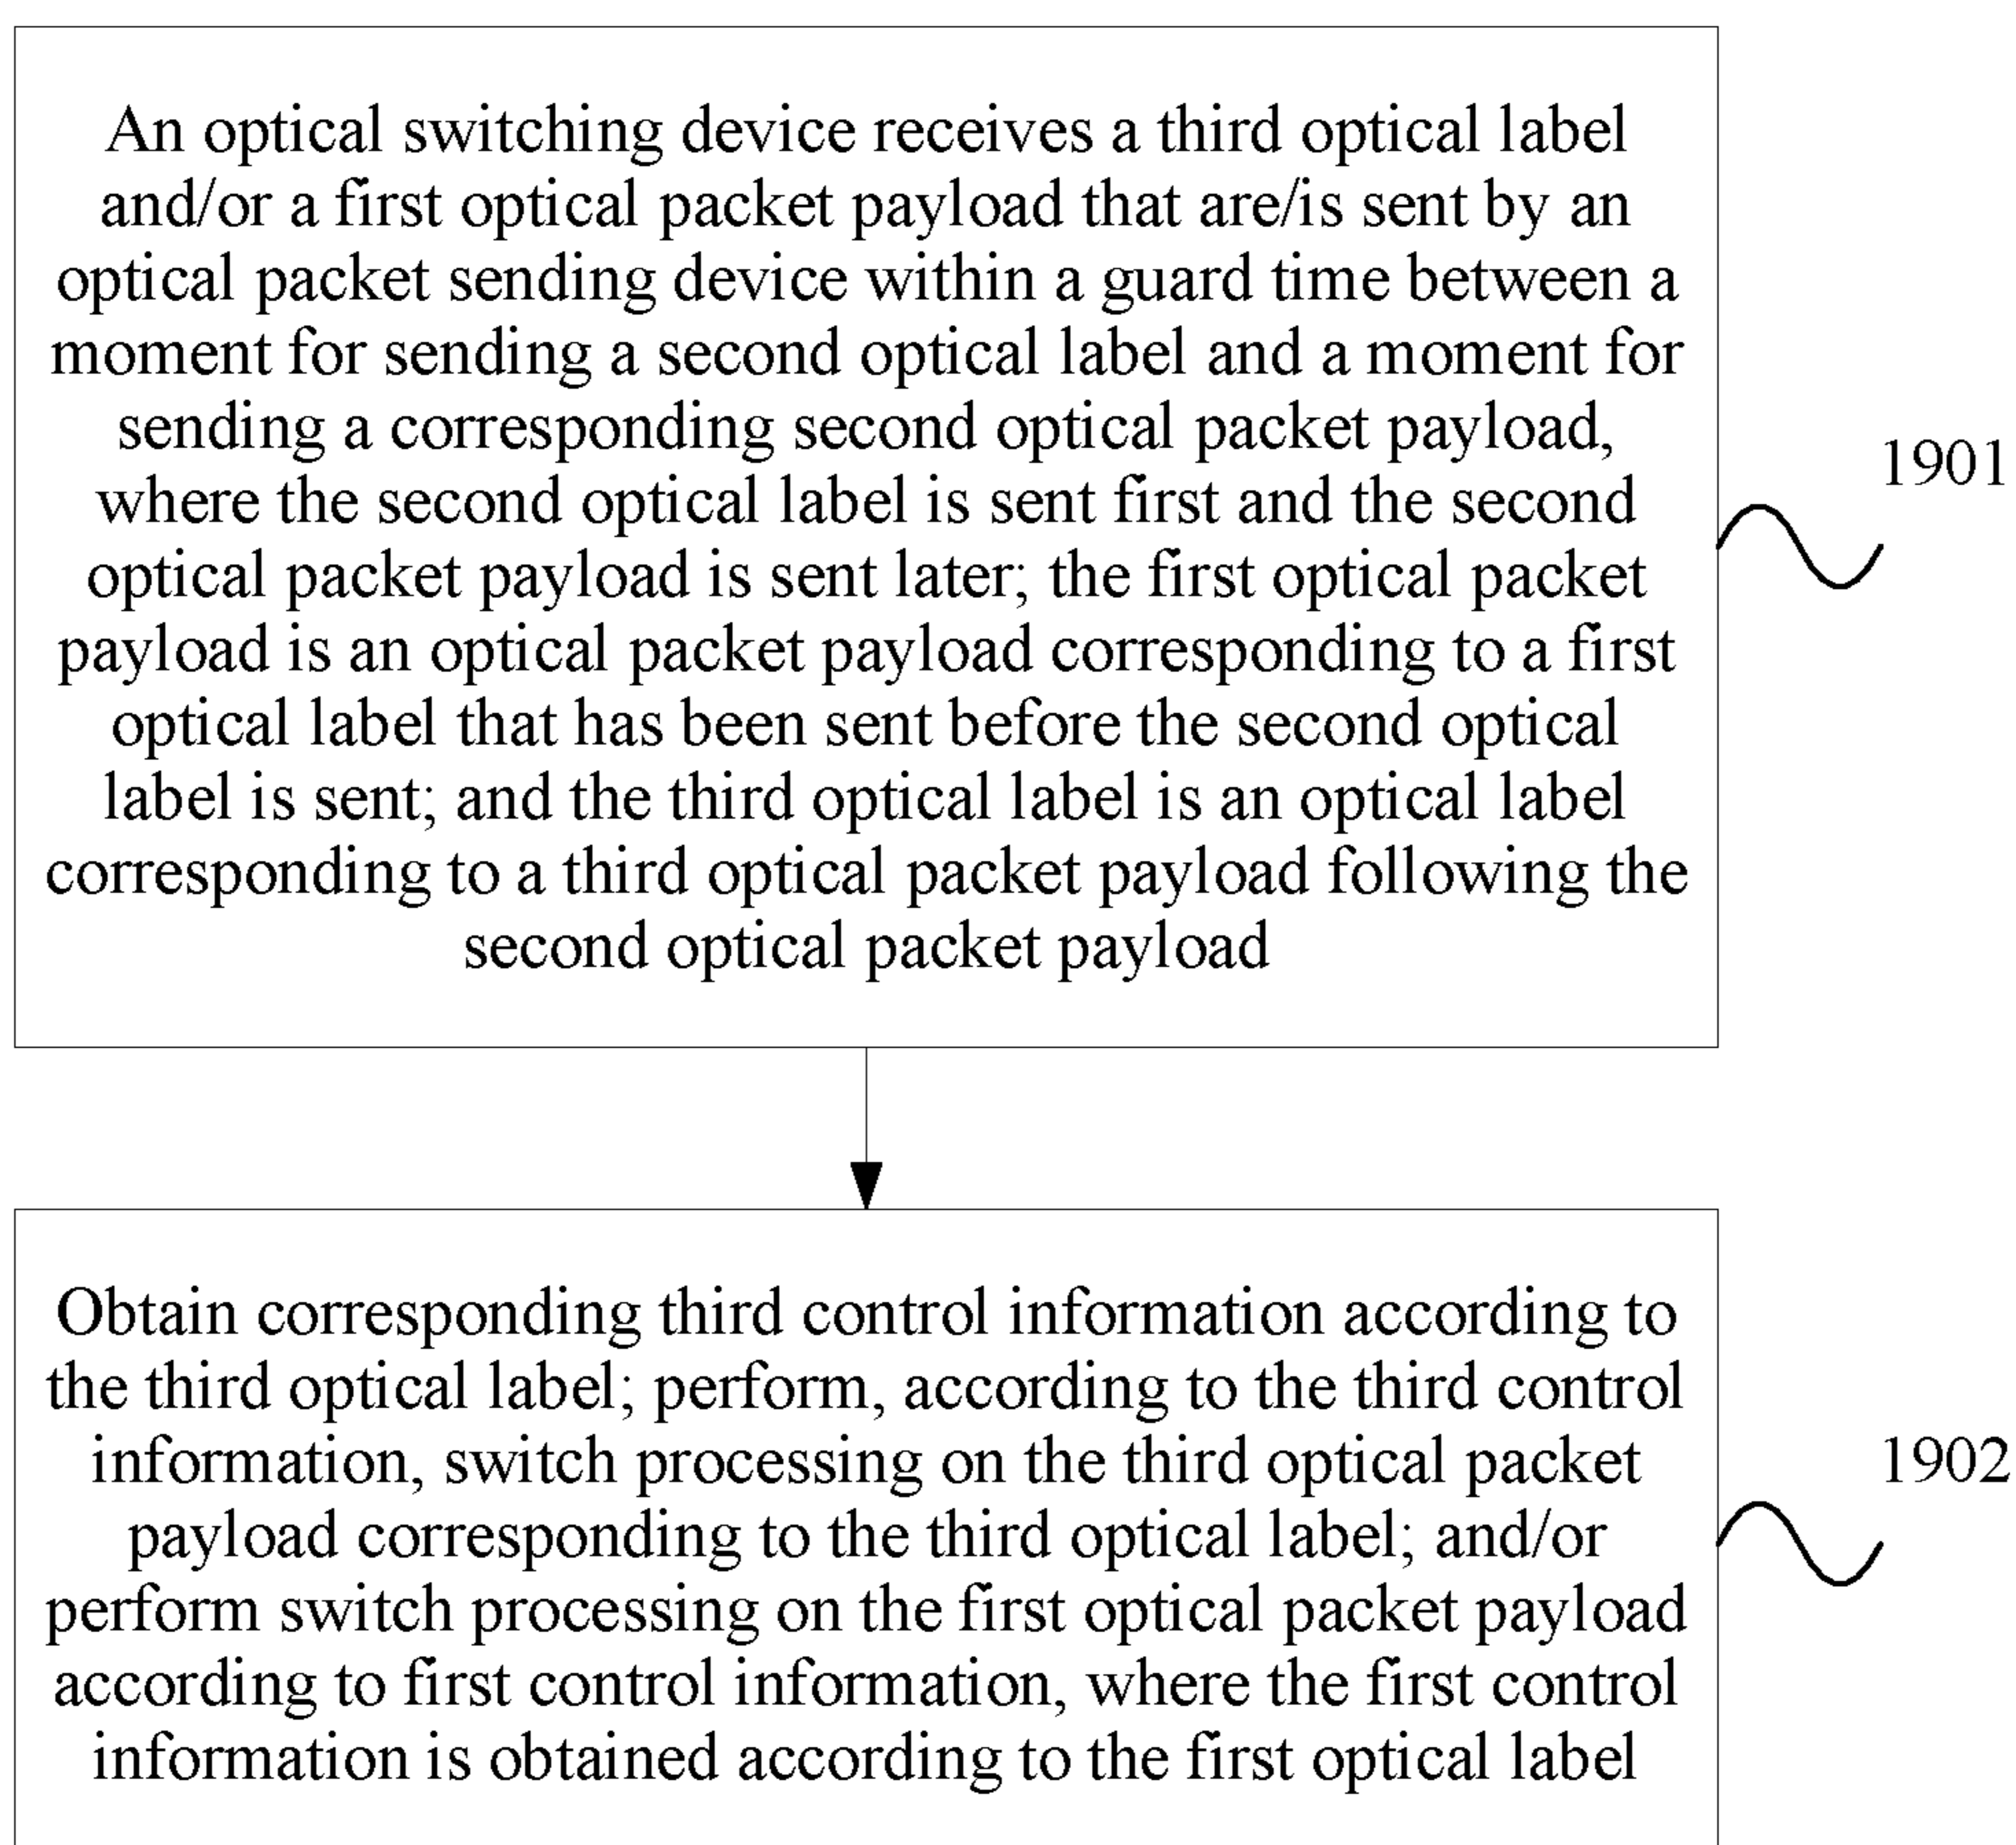 An optical switching device receives a third optical label
and/or a first optical packet payload that are/is sent by an
optical packet sending device within a guard time between a
moment for sending a second optical label and a moment for
sending a corresponding second optical packet payload,
where the second optical label is sent first and the second
optical packet payload is sent later; the first optical packet
payload is an optical packet payload corresponding to a first
optical label that has been sent before the second optical
label is sent; and the third optical label is an optical label
corresponding to a third optical packet payload following the
second optical packet payload
1901
Obtain corresponding third control information according to
the third optical label; perform, according to the third control
information, switch processing on the third optical packet
payload corresponding to the third optical label; and/or
perform switch processing on the first optical packet payload
according to first control information, where the first control
information is obtained according to the first optical label
1902